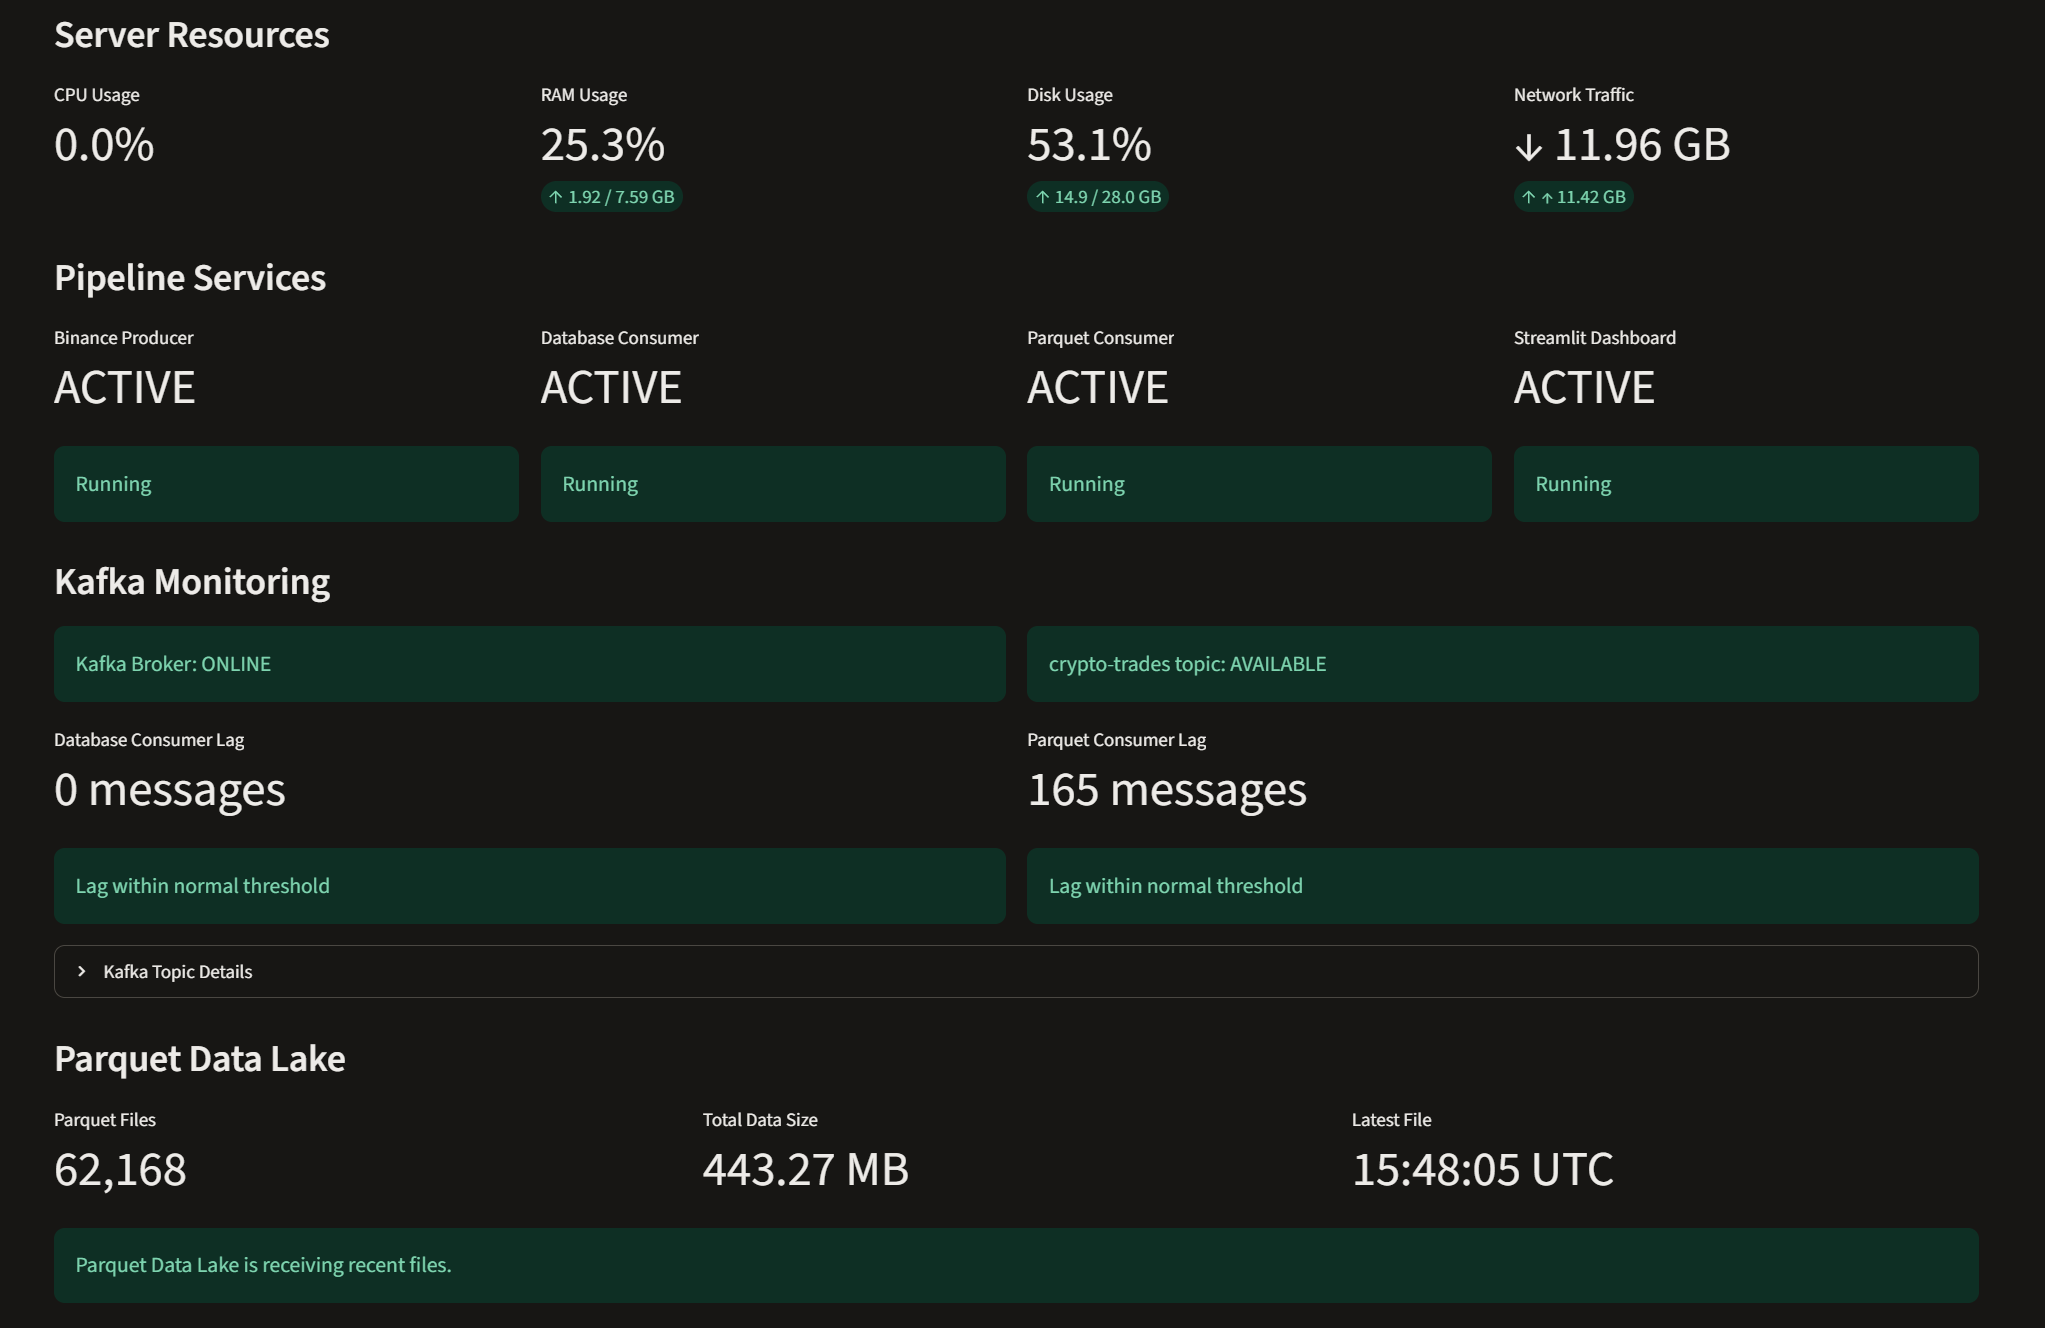 Server Resources
CPU Usage
0.0%
RAM Usage
25.3%
↑ 1.92 / 7.59 GB
Disk Usage
53.1%
↑ 14.9 / 28.0 GB
Network Traffic
↓ 11.96 GB
↑ ↑ 11.42 GB
Pipeline Services
Binance Producer
ACTIVE
Running
Database Consumer
ACTIVE
Running
Parquet Consumer
ACTIVE
Running
Streamlit Dashboard
ACTIVE
Running
Kafka Monitoring
Kafka Broker: ONLINE
crypto-trades topic: AVAILABLE
Database Consumer Lag
0 messages
Lag within normal threshold
Parquet Consumer Lag
165 messages
Lag within normal threshold
Kafka Topic Details
Parquet Data Lake
Parquet Files
62,168
Total Data Size
443.27 MB
Latest File
15:48:05 UTC
Parquet Data Lake is receiving recent files.